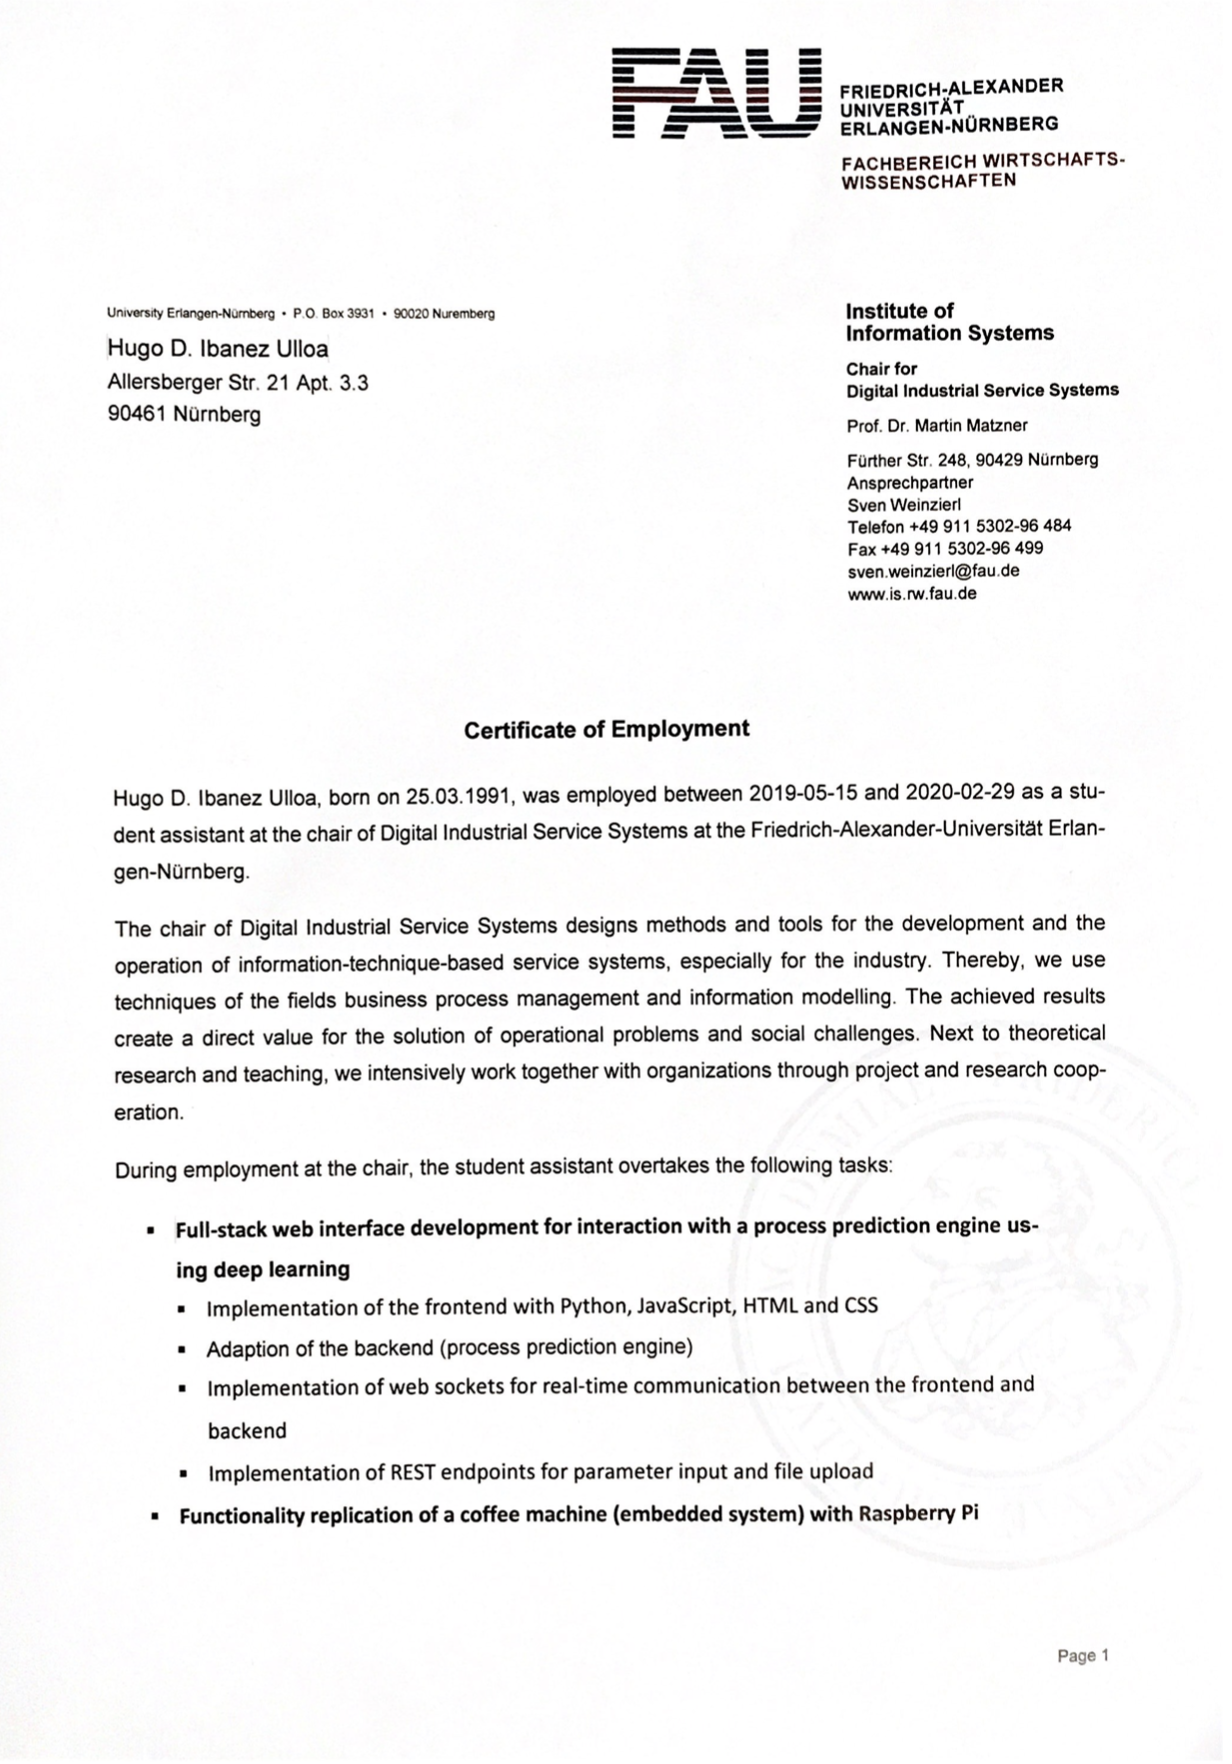 FAU
FRIEDRICH-ALEXANDER
UNIVERSITÄT
ERLANGEN-NÜRNBERG
FACHBEREICH WIRTSCHAFTS-
WISSENSCHAFTEN
University Erlangen-Nürnberg • P.O. Box 3931 • 90020 Nuremberg
Hugo D. Ibanez Ulloa
Allersberger Str. 21 Apt. 3.3
90461 Nürnberg
Institute of
Information Systems
Chair for
Digital Industrial Service Systems
Prof. Dr. Martin Matzner
Fürther Str. 248, 90429 Nürnberg
Ansprechpartner
Sven Weinzierl
Telefon +49 911 5302-96 484
Fax +49 911 5302-96 499
sven.weinzierl@fau.de
www.is.rw.fau.de
Certificate of Employment
Hugo D. Ibanez Ulloa, born on 25.03.1991, was employed between 2019-05-15 and 2020-02-29 as a stu-
dent assistant at the chair of Digital Industrial Service Systems at the Friedrich-Alexander-Universität Erlan-
gen-Nürnberg.
The chair of Digital Industrial Service Systems designs methods and tools for the development and the
operation of information-technique-based service systems, especially for the industry. Thereby, we use
techniques of the fields business process management and information modelling. The achieved results
create a direct value for the solution of operational problems and social challenges. Next to theoretical
research and teaching, we intensively work together with organizations through project and research coop-
eration.
During employment at the chair, the student assistant overtakes the following tasks:
▪ Full-stack web interface development for interaction with a process prediction engine us-
ing deep learning
▪ Implementation of the frontend with Python, JavaScript, HTML and CSS
▪ Adaption of the backend (process prediction engine)
▪ Implementation of web sockets for real-time communication between the frontend and
backend
▪ Implementation of REST endpoints for parameter input and file upload
▪ Functionality replication of a coffee machine (embedded system) with Raspberry Pi
Page 1